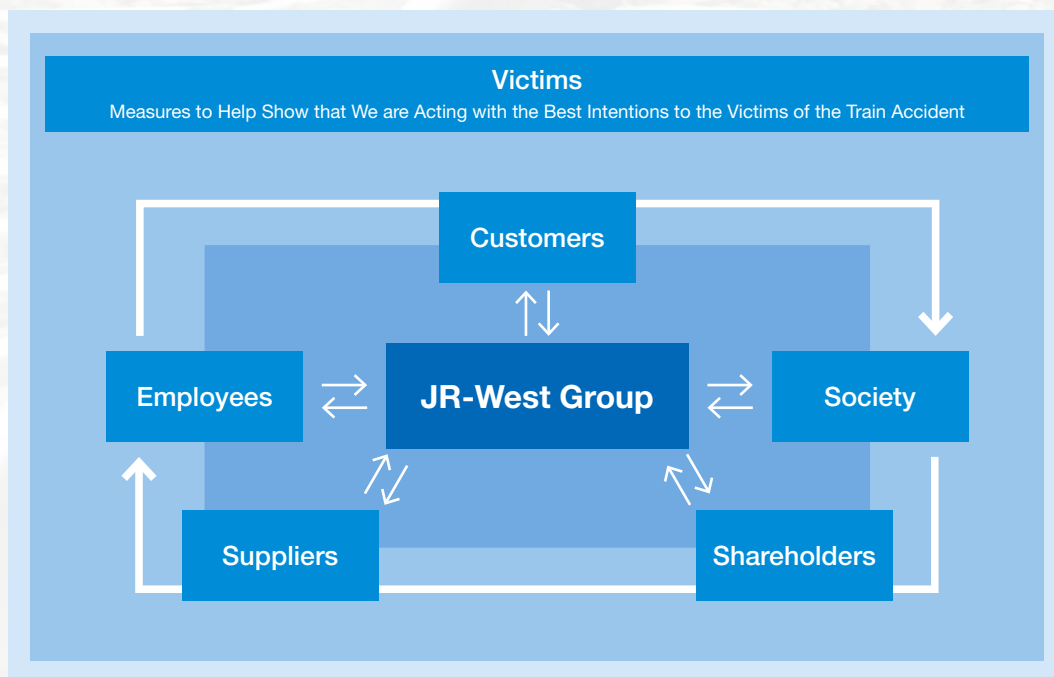 Victims
Measures to Help Show that We are Acting with the Best Intentions to the Victims of the Train Accident
Customers
Employees
JR-West Group
Society
Suppliers
Shareholders